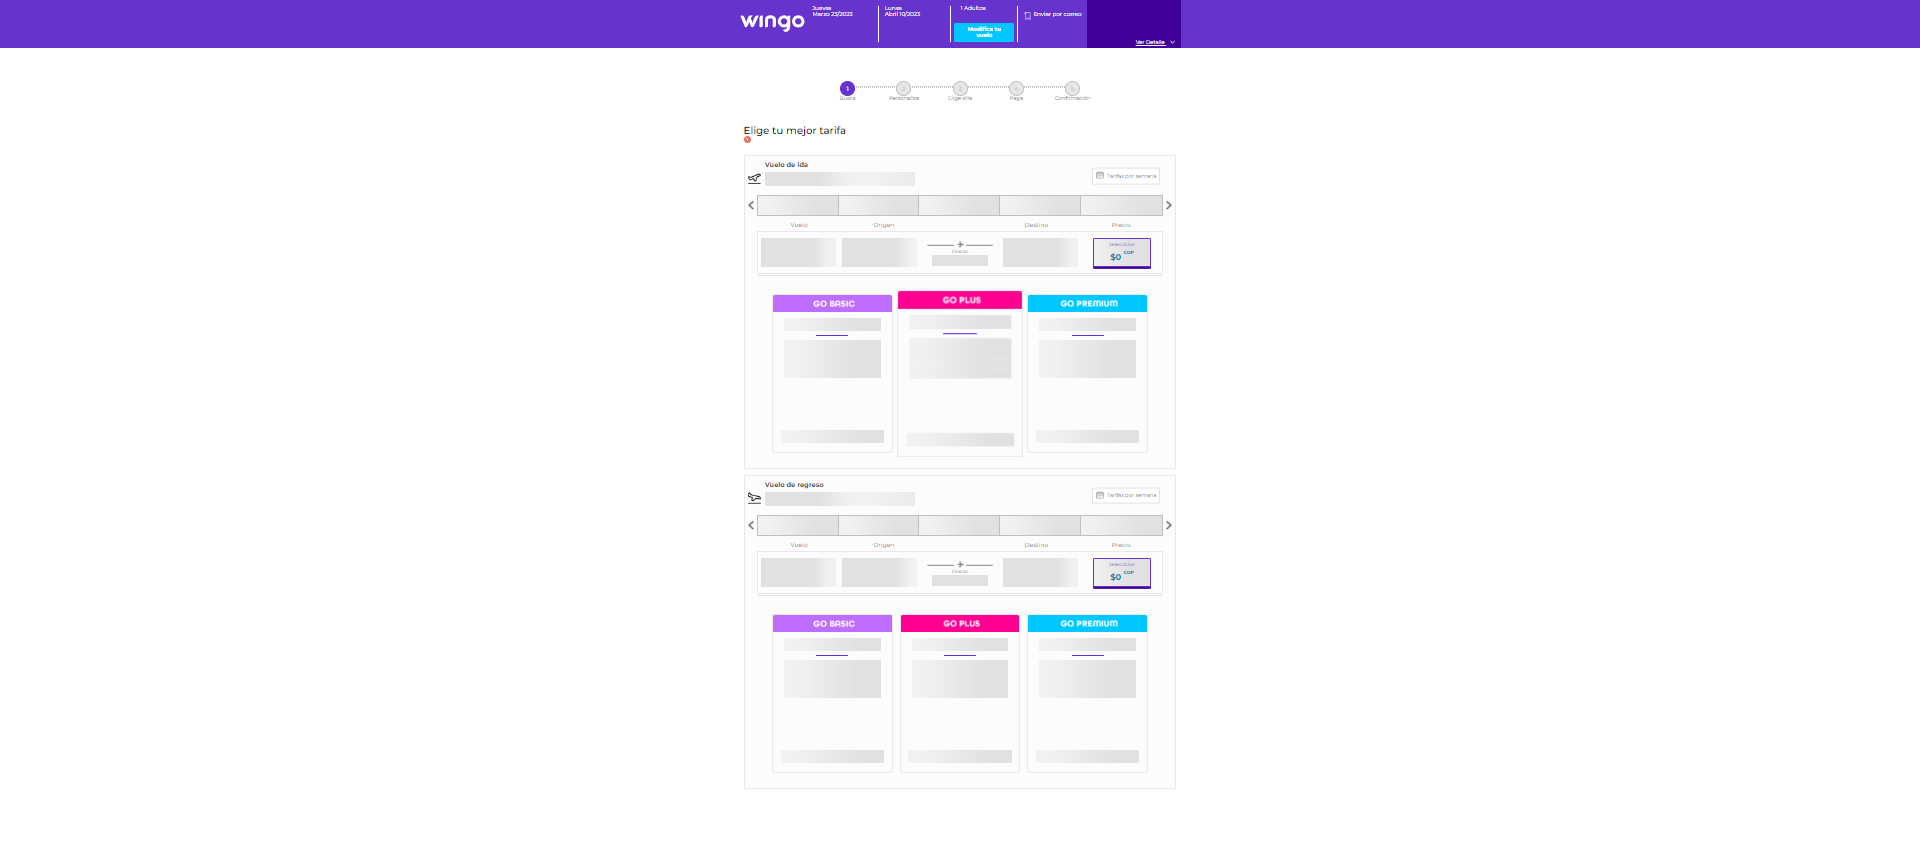 wingo
Jueves
Marzo 23/2023
Lunes
Abril 10/2023
1 Adultos
Modifica tu
vuelo
Enviar por correo
Ver Detalle
1
2
3
4
5
Busca
Personaliza
Elige silla
Paga
Confirmación
Elige tu mejor tarifa
Vuelo de ida
Tarifas por semana
Vuelo
Origen
Destino
Precio
Directo
Seleccionar
$0 COP
GO BASIC
GO PLUS
GO PREMIUM
Vuelo de regreso
Tarifas por semana
Vuelo
Origen
Destino
Precio
Directo
Seleccionar
$0 COP
GO BASIC
GO PLUS
GO PREMIUM